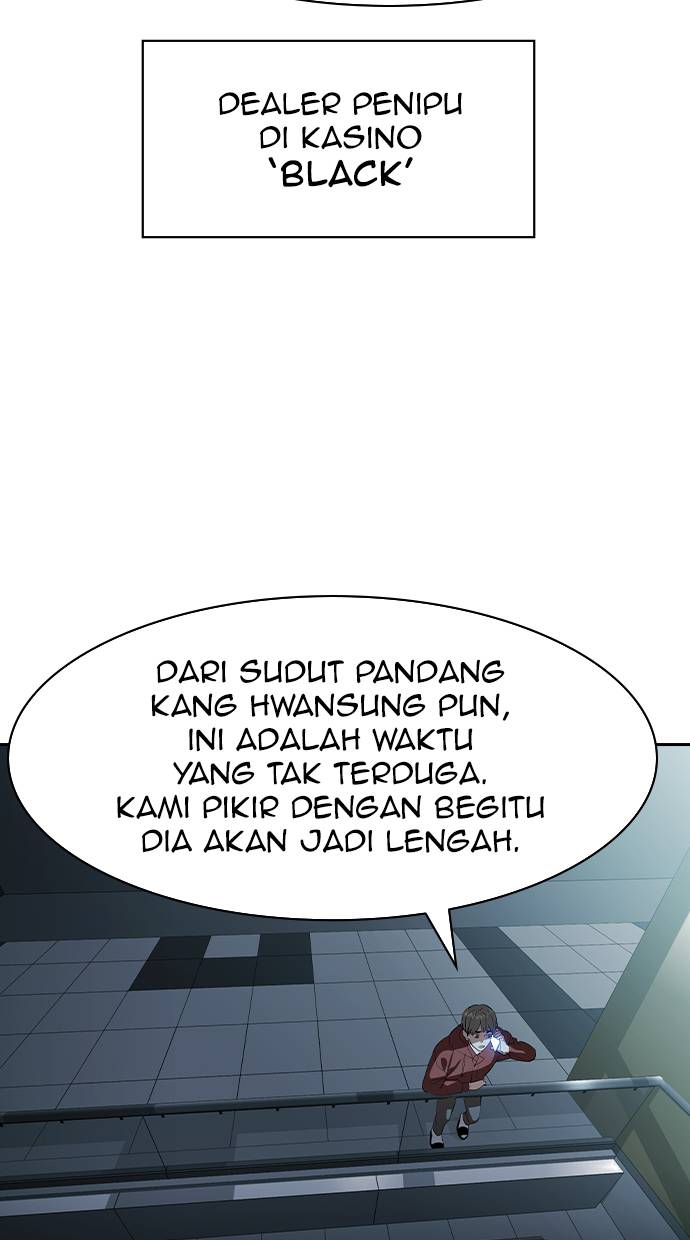 DEALER PENIPU
DI KASINO
‘BLACK’
DARI SUDUT PANDANG
KANG HWANSUNG PUN,
INI ADALAH WAKTU
YANG TAK TERDUGA.
KAMI PIKIR DENGAN BEGITU
DIA AKAN JADI LENGAH.